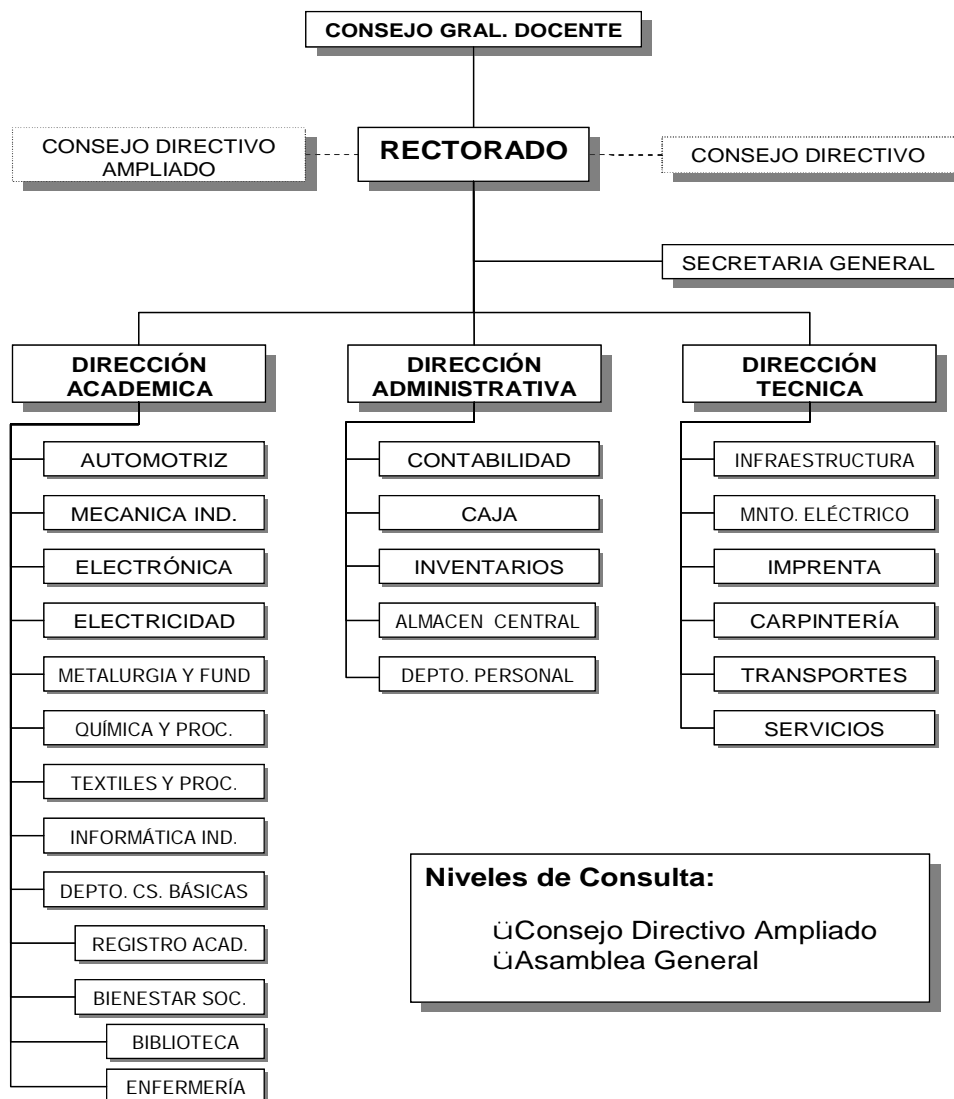 CONSEJO GRAL. DOCENTE
CONSEJO DIRECTIVO
AMPLIADO
RECTORADO
CONSEJO DIRECTIVO
SECRETARIA GENERAL
DIRECCIÓN
ACADEMICA
AUTOMOTRIZ
MECANICA IND.
ELECTRÓNICA
ELECTRICIDAD
METALURGIA Y FUND
QUÍMICA Y PROC.
TEXTILES Y PROC.
INFORMÁTICA IND.
DEPTO. CS. BÁSICAS
REGISTRO ACAD.
BIENESTAR SOC.
BIBLIOTECA
ENFERMERÍA
DIRECCIÓN
ADMINISTRATIVA
CONTABILIDAD
CAJA
INVENTARIOS
ALMACEN CENTRAL
DEPTO. PERSONAL
DIRECCIÓN
TECNICA
INFRAESTRUCTURA
MNTO. ELÉCTRICO
IMPRENTA
CARPINTERÍA
TRANSPORTES
SERVICIOS
Niveles de Consulta:
üConsejo Directivo Ampliado
üAsamblea General